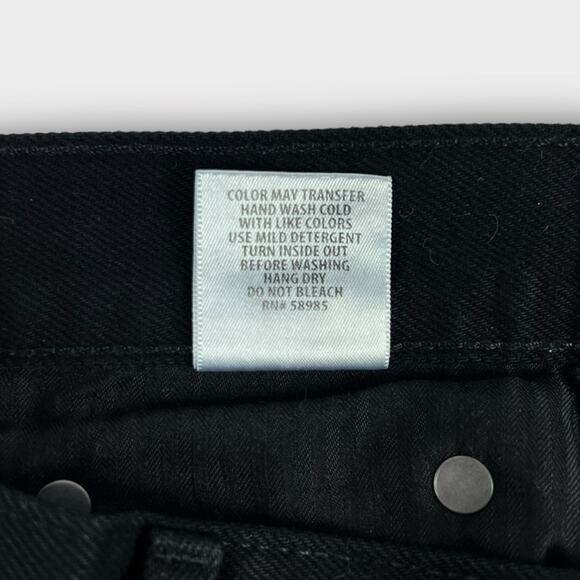 COLOR MAY TRANSFER
HAND WASH COLD
WITH LIKE COLORS
USE MILD DETERGENT
TURN INSIDE OUT
BEFORE WASHING
HANG DRY
DO NOT BLEACH
RN# 58985